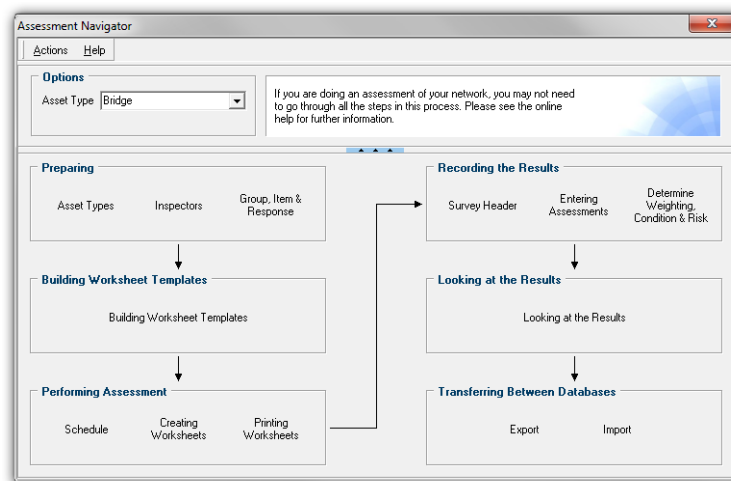 Assessment Navigator
Actions Help
Options
Asset Type Bridge
If you are doing an assessment of your network, you may not need
to go through all the steps in this process. Please see the online
help for further information.
Preparing
Asset Types
Inspectors
Group, Item &
Response
Building Worksheet Templates
Building Worksheet Templates
Performing Assessment
Schedule
Creating
Worksheets
Printing
Worksheets
Recording the Results
Survey Header
Entering
Assessments
Determine
Weighting,
Condition & Risk
Looking at the Results
Looking at the Results
Transferring Between Databases
Export
Import